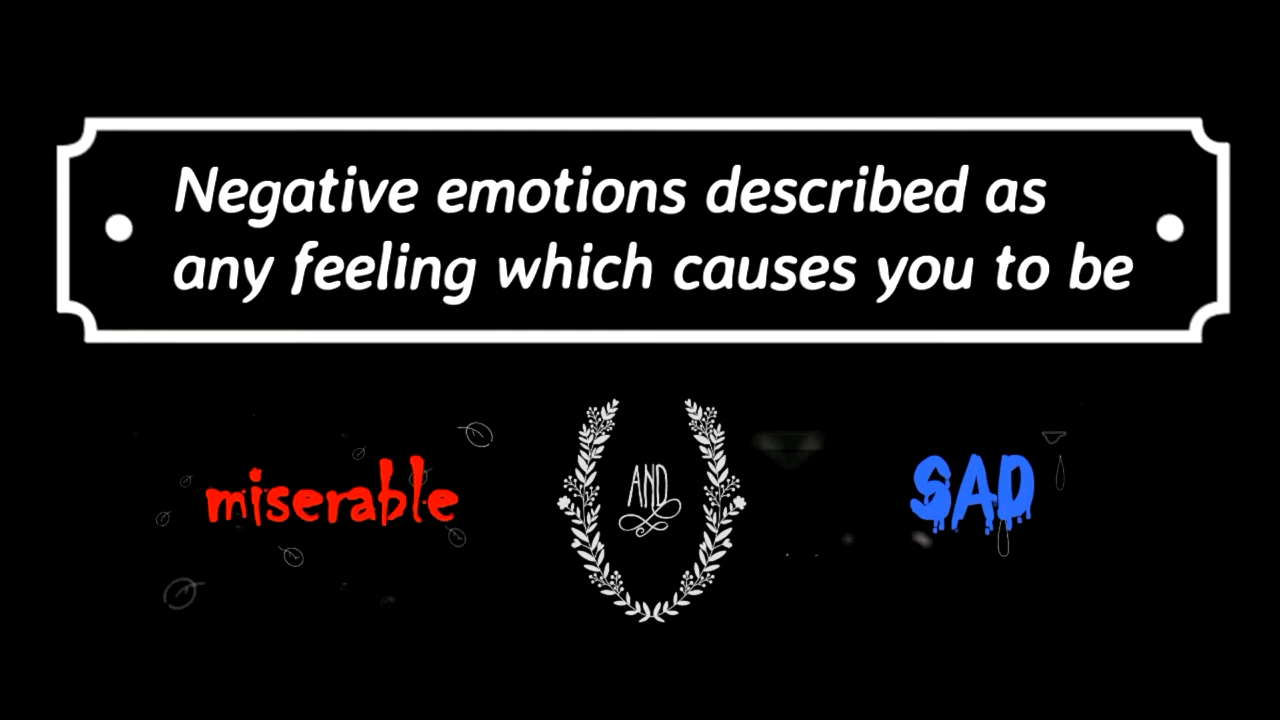 Negative emotions described as
any feeling which causes you to be
miserable AND SAD